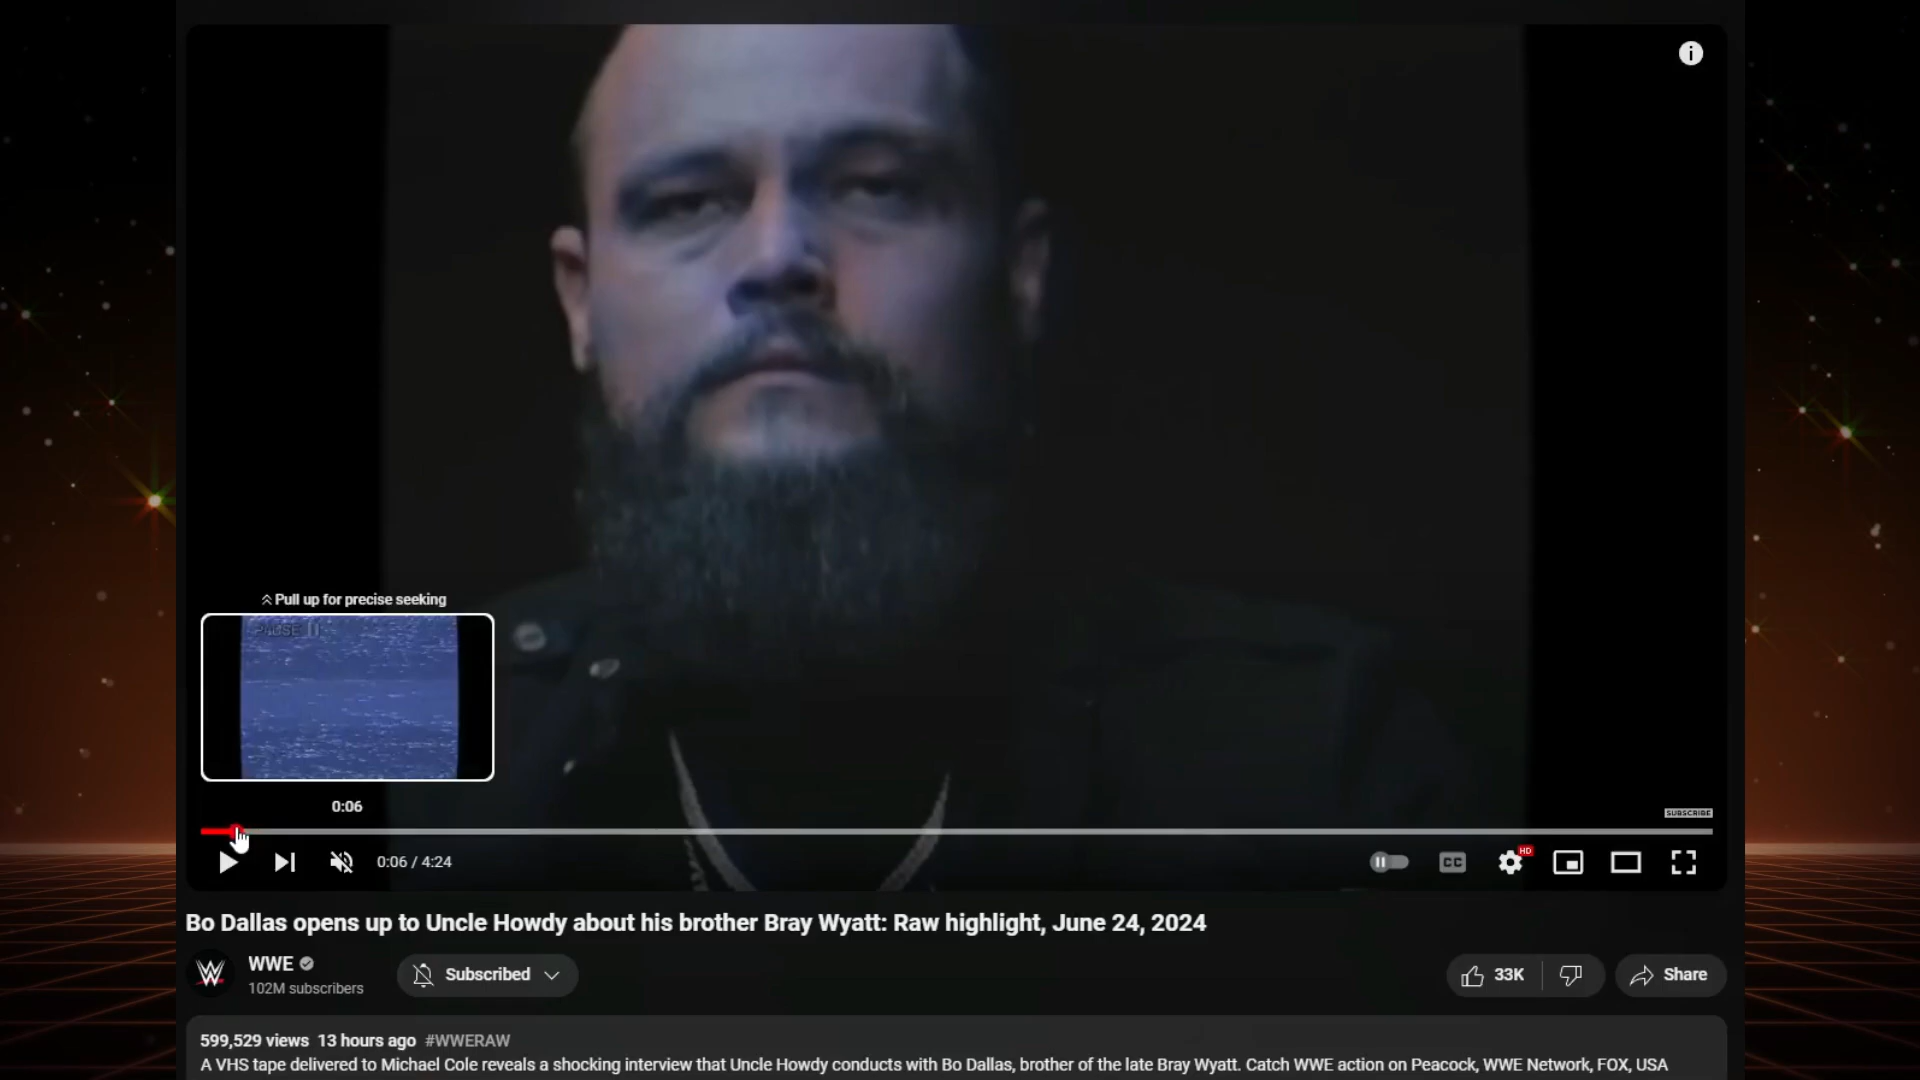 Pull up for precise seeking
PAUSE
0:06
SUBSCRIBE
0:06 / 4:24
CC
HD
Bo Dallas opens up to Uncle Howdy about his brother Bray Wyatt: Raw highlight, June 24, 2024
WWE
102M subscribers
Subscribed
33K
Share
599,529 views 13 hours ago #WWERAW
A VHS tape delivered to Michael Cole reveals a shocking interview that Uncle Howdy conducts with Bo Dallas, brother of the late Bray Wyatt. Catch WWE action on Peacock, WWE Network, FOX, USA